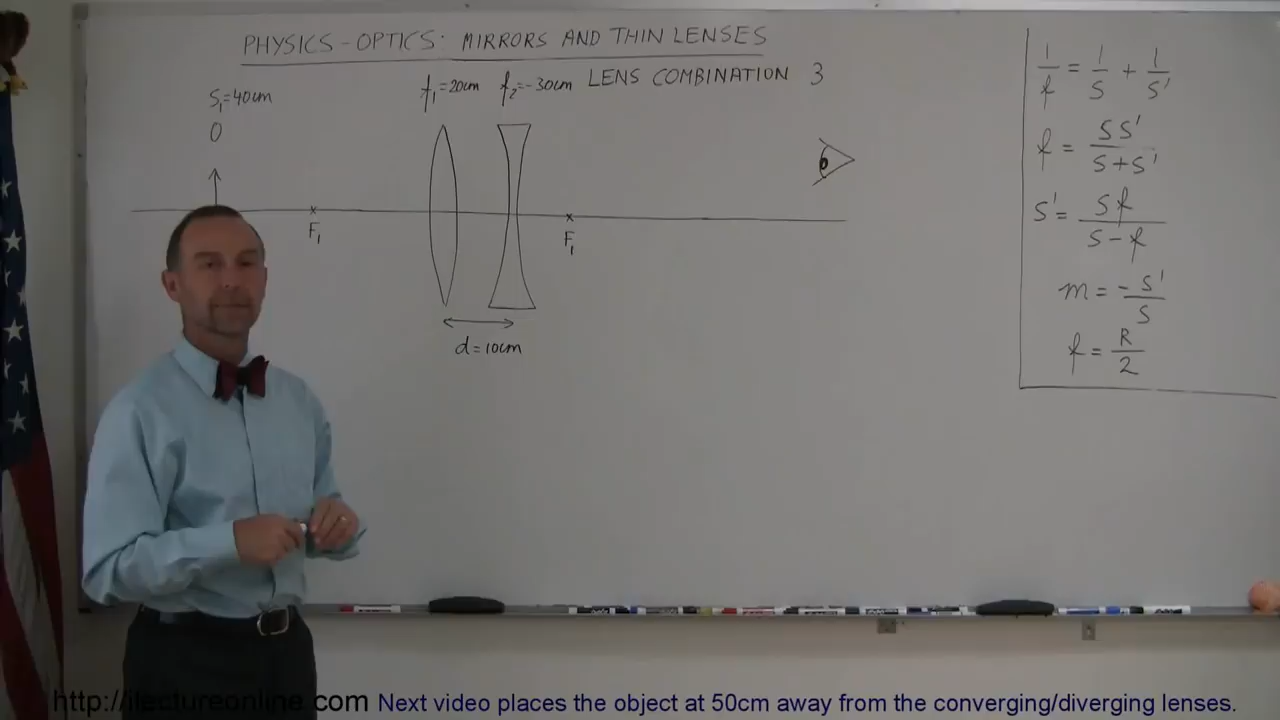 PHYSICS-OPTICS: MIRRORS AND THIN LENSES
f₁=20cm f₂=-30cm LENS COMBINATION 3
S₁=40cm
O
F₁
F₁
d=10cm
1/f = 1/S + 1/S'
f = SS'/S+S'
S' = Sf/S-f
m = -S'/S
f = R/2
http://ilectureonline.com Next video places the object at 50cm away from the converging/diverging lenses.